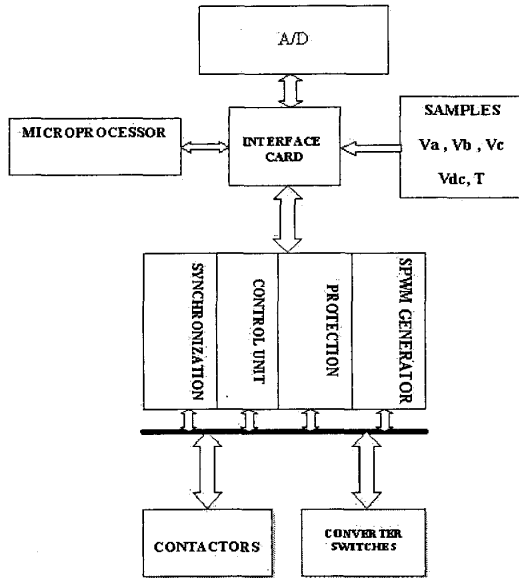 A/D
MICROPROCESSOR
INTERFACE
CARD
SAMPLES
Va , Vb , Vc
Vdc, T
SYNCHRONIZATION
CONTROL UNIT
PROTECTION
SPWM GENERATOR
CONTACTORS
CONVERTER
SWITCHES